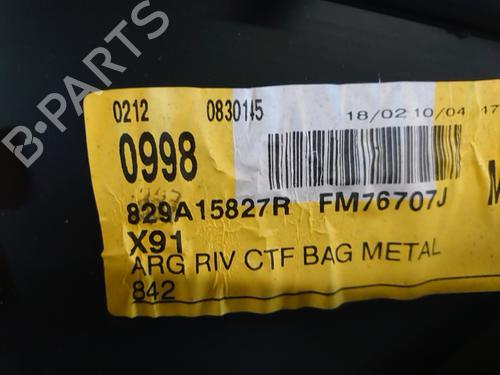 B-PARTS
0212 083015 18/02 10/04 17
0998
829A15827R FM76707J
X91
ARG RIV CTF BAG METAL
842